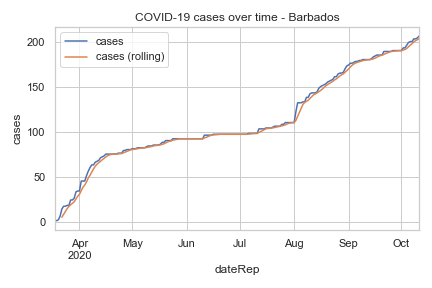 COVID-19 cases over time - Barbados
cases
cases (rolling)
200
150
100
50
0
cases
Apr May Jun Jul Aug Sep Oct
2020
dateRep